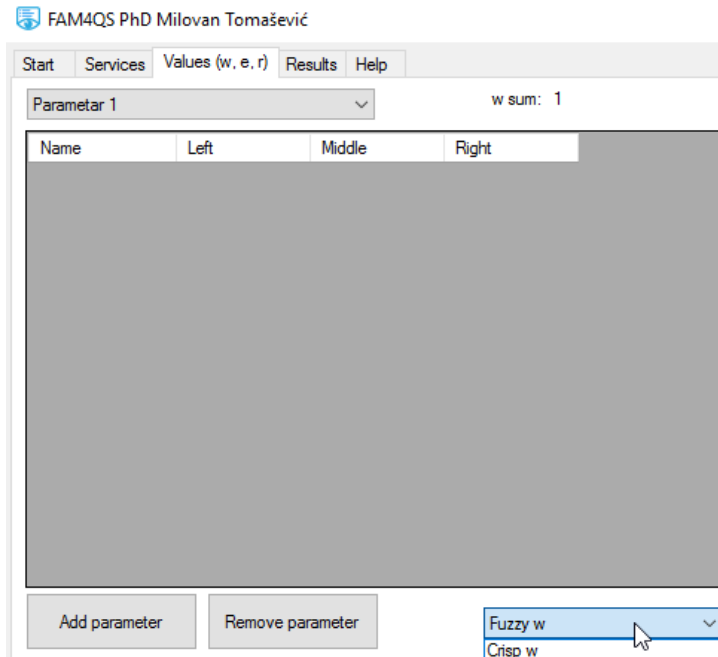 FAM4QS PhD Milovan Tomašević
Start Services Values (w, e, r) Results Help
Parametar 1 w sum: 1
Name Left Middle Right
Add parameter Remove parameter Fuzzy w
Crisp w